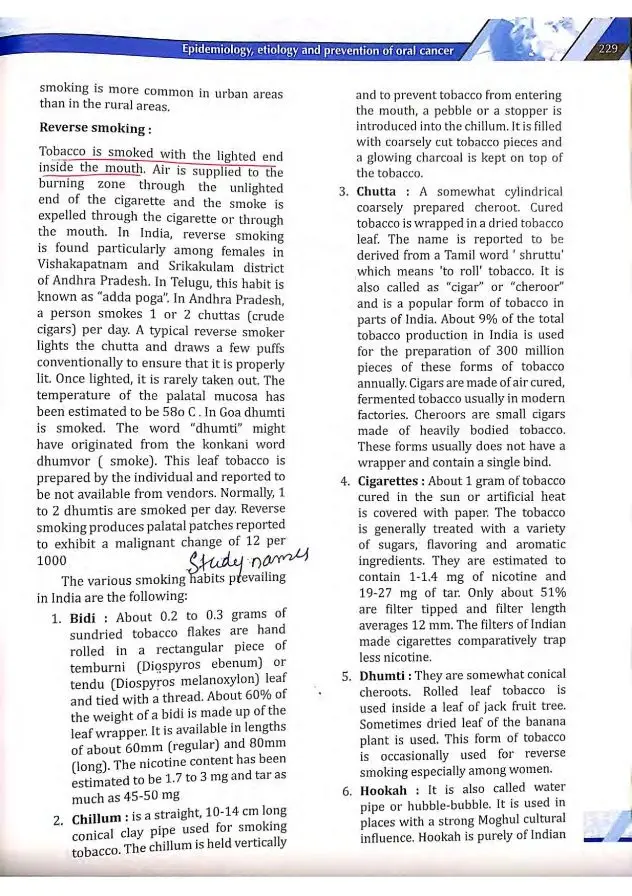 Epidemiology, etiology and prevention of oral cancer
229
smoking is more common in urban areas
than in the rural areas.
Reverse smoking :
Tobacco is smoked with the lighted end
inside the mouth. Air is supplied to the
burning zone through the unlighted
end of the cigarette and the smoke is
expelled through the cigarette or through
the mouth. In India, reverse smoking
is found particularly among females in
Vishakapatnam and Srikakulam district
of Andhra Pradesh. In Telugu, this habit is
known as “adda poga”. In Andhra Pradesh,
a person smokes 1 or 2 chuttas (crude
cigars) per day. A typical reverse smoker
lights the chutta and draws a few puffs
conventionally to ensure that it is properly
lit. Once lighted, it is rarely taken out. The
temperature of the palatal mucosa has
been estimated to be 58o C . In Goa dhumti
is smoked. The word “dhumti” might
have originated from the konkani word
dhumvor ( smoke). This leaf tobacco is
prepared by the individual and reported to
be not available from vendors. Normally, 1
to 2 dhumtis are smoked per day. Reverse
smoking produces palatal patches reported
to exhibit a malignant change of 12 per
1000
Study names
The various smoking habits prevailing
in India are the following:
1. Bidi : About 0.2 to 0.3 grams of
sundried tobacco flakes are hand
rolled in a rectangular piece of
temburni (Diospyros ebenum) or
tendu (Diospyros melanoxylon) leaf
and tied with a thread. About 60% of
the weight of a bidi is made up of the
leaf wrapper. It is available in lengths
of about 60mm (regular) and 80mm
(long). The nicotine content has been
estimated to be 1.7 to 3 mg and tar as
much as 45-50 mg
2. Chillum : is a straight, 10-14 cm long
conical clay pipe used for smoking
tobacco. The chillum is held vertically
and to prevent tobacco from entering
the mouth, a pebble or a stopper is
introduced into the chillum. It is filled
with coarsely cut tobacco pieces and
a glowing charcoal is kept on top of
the tobacco.
3. Chutta : A somewhat cylindrical
coarsely prepared cheroot. Cured
tobacco is wrapped in a dried tobacco
leaf. The name is reported to be
derived from a Tamil word ' shruttu'
which means 'to roll' tobacco. It is
also called as “cigar” or “cheroor”
and is a popular form of tobacco in
parts of India. About 9% of the total
tobacco production in India is used
for the preparation of 300 million
pieces of these forms of tobacco
annually. Cigars are made of air cured,
fermented tobacco usually in modern
factories. Cheroors are small cigars
made of heavily bodied tobacco.
These forms usually does not have a
wrapper and contain a single bind.
4. Cigarettes : About 1 gram of tobacco
cured in the sun or artificial heat
is covered with paper. The tobacco
is generally treated with a variety
of sugars, flavoring and aromatic
ingredients. They are estimated to
contain 1-1.4 mg of nicotine and
19-27 mg of tar. Only about 51%
are filter tipped and filter length
averages 12 mm. The filters of Indian
made cigarettes comparatively trap
less nicotine.
5. Dhumti : They are somewhat conical
cheroots. Rolled leaf tobacco is
used inside a leaf of jack fruit tree.
Sometimes dried leaf of the banana
plant is used. This form of tobacco
is occasionally used for reverse
smoking especially among women.
6. Hookah : It is also called water
pipe or hubble-bubble. It is used in
places with a strong Moghul cultural
influence. Hookah is purely of Indian